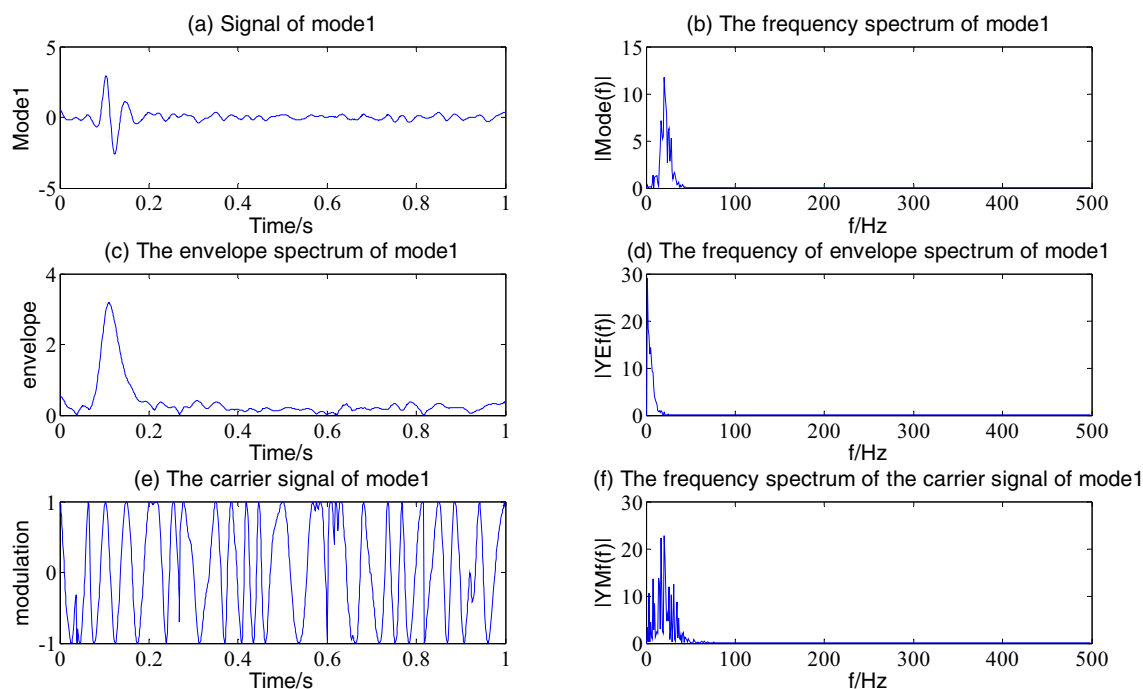 (a) Signal of mode1
5
0
-5
Mode1
0 0.2 0.4 0.6 0.8 1
Time/s
(b) The frequency spectrum of mode1
15
10
5
0
|Mode(f)|
0 100 200 300 400 500
f/Hz
(c) The envelope spectrum of mode1
4
2
0
envelope
0 0.2 0.4 0.6 0.8 1
Time/s
(d) The frequency of envelope spectrum of mode1
30
20
10
0
|YEf(f)|
0 100 200 300 400 500
f/Hz
(e) The carrier signal of mode1
1
0
-1
modulation
0 0.2 0.4 0.6 0.8 1
Time/s
(f) The frequency spectrum of the carrier signal of mode1
30
20
10
0
|YMf(f)|
0 100 200 300 400 500
f/Hz